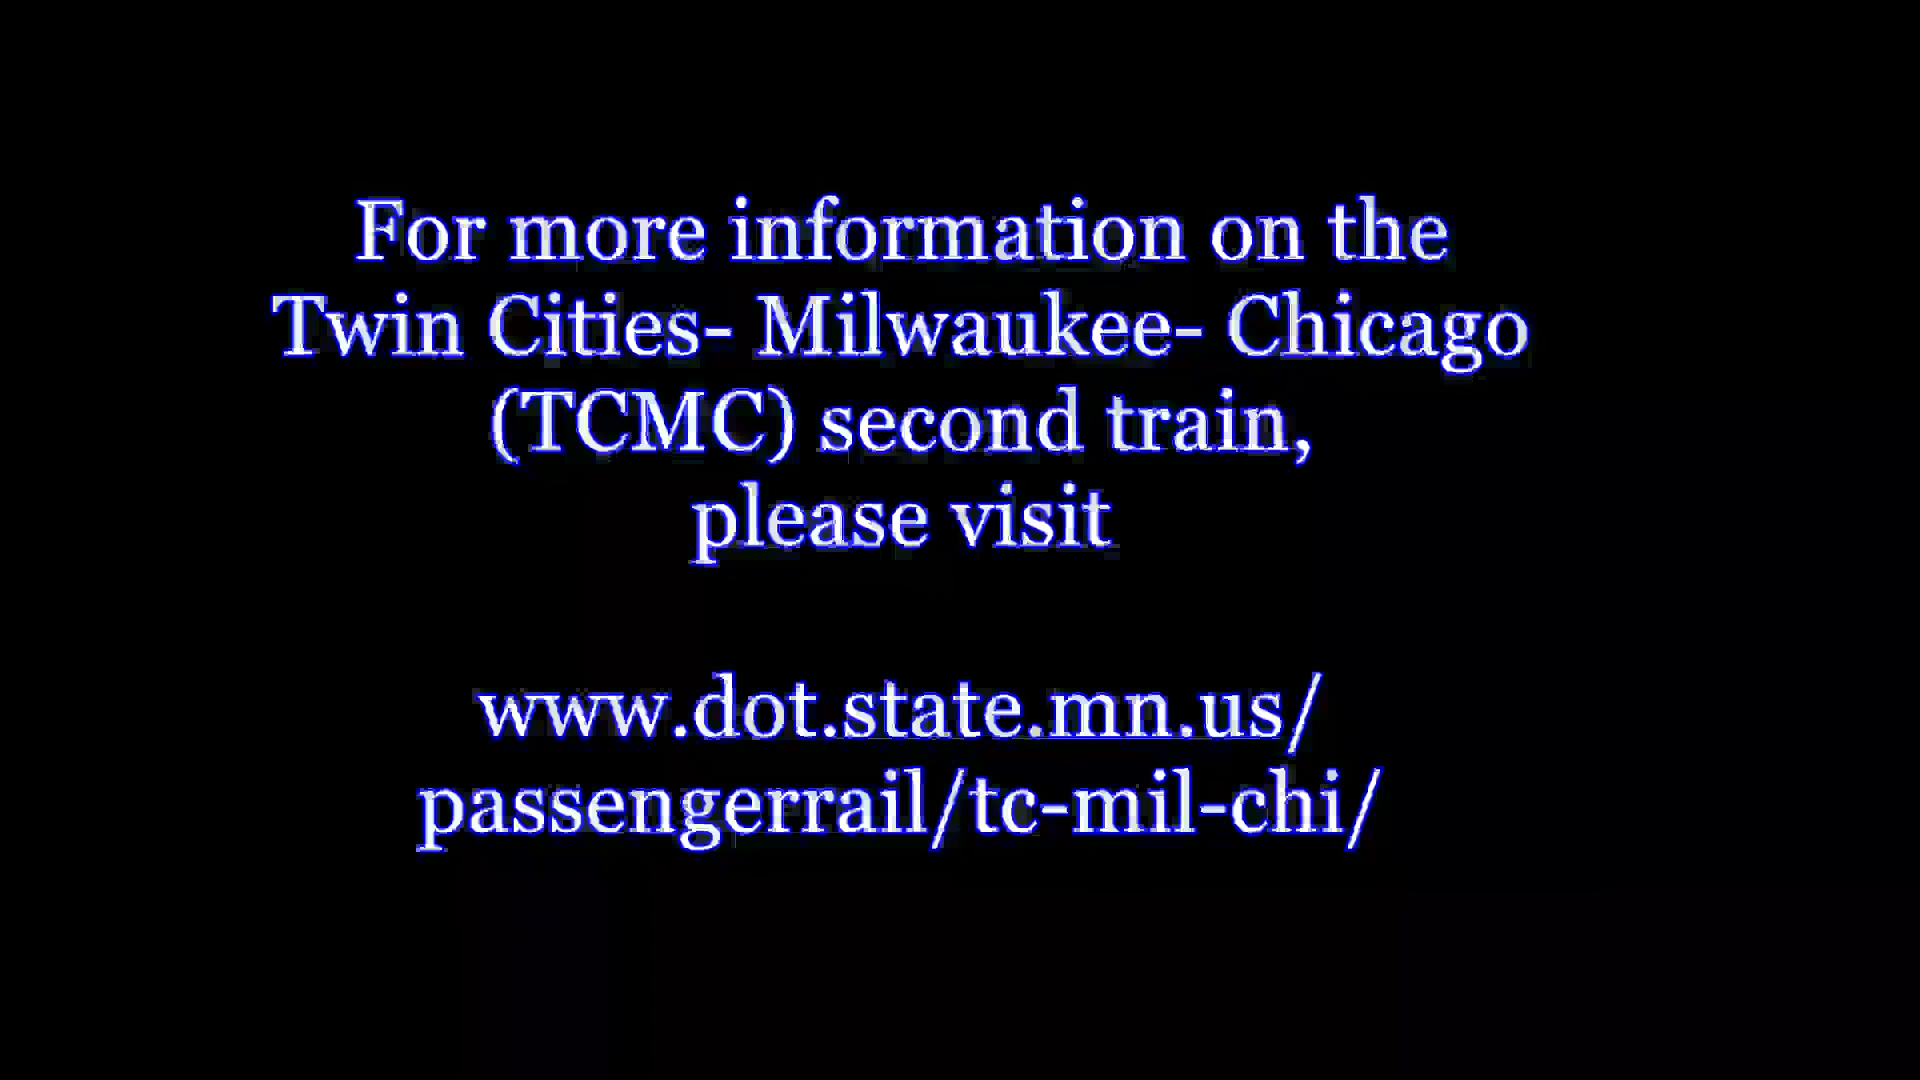 For more information on the
Twin Cities- Milwaukee- Chicago
(TCMC) second train,
please visit
www.dot.state.mn.us/
passengerrail/tc-mil-chi/